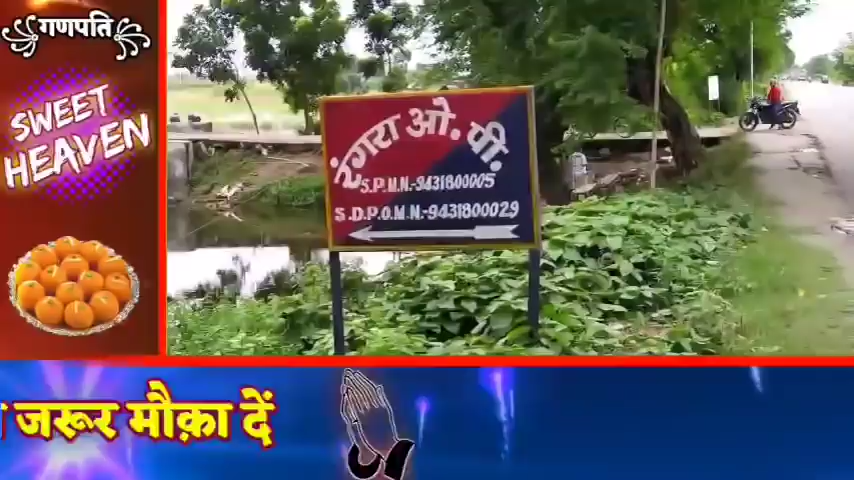 गणपति
SWEET
HEAVEN
रंगरा ओ.पी.
S.P.M N.-9431800005
S.D.P.O.M N-9431800029
जरूर मौक़ा दें